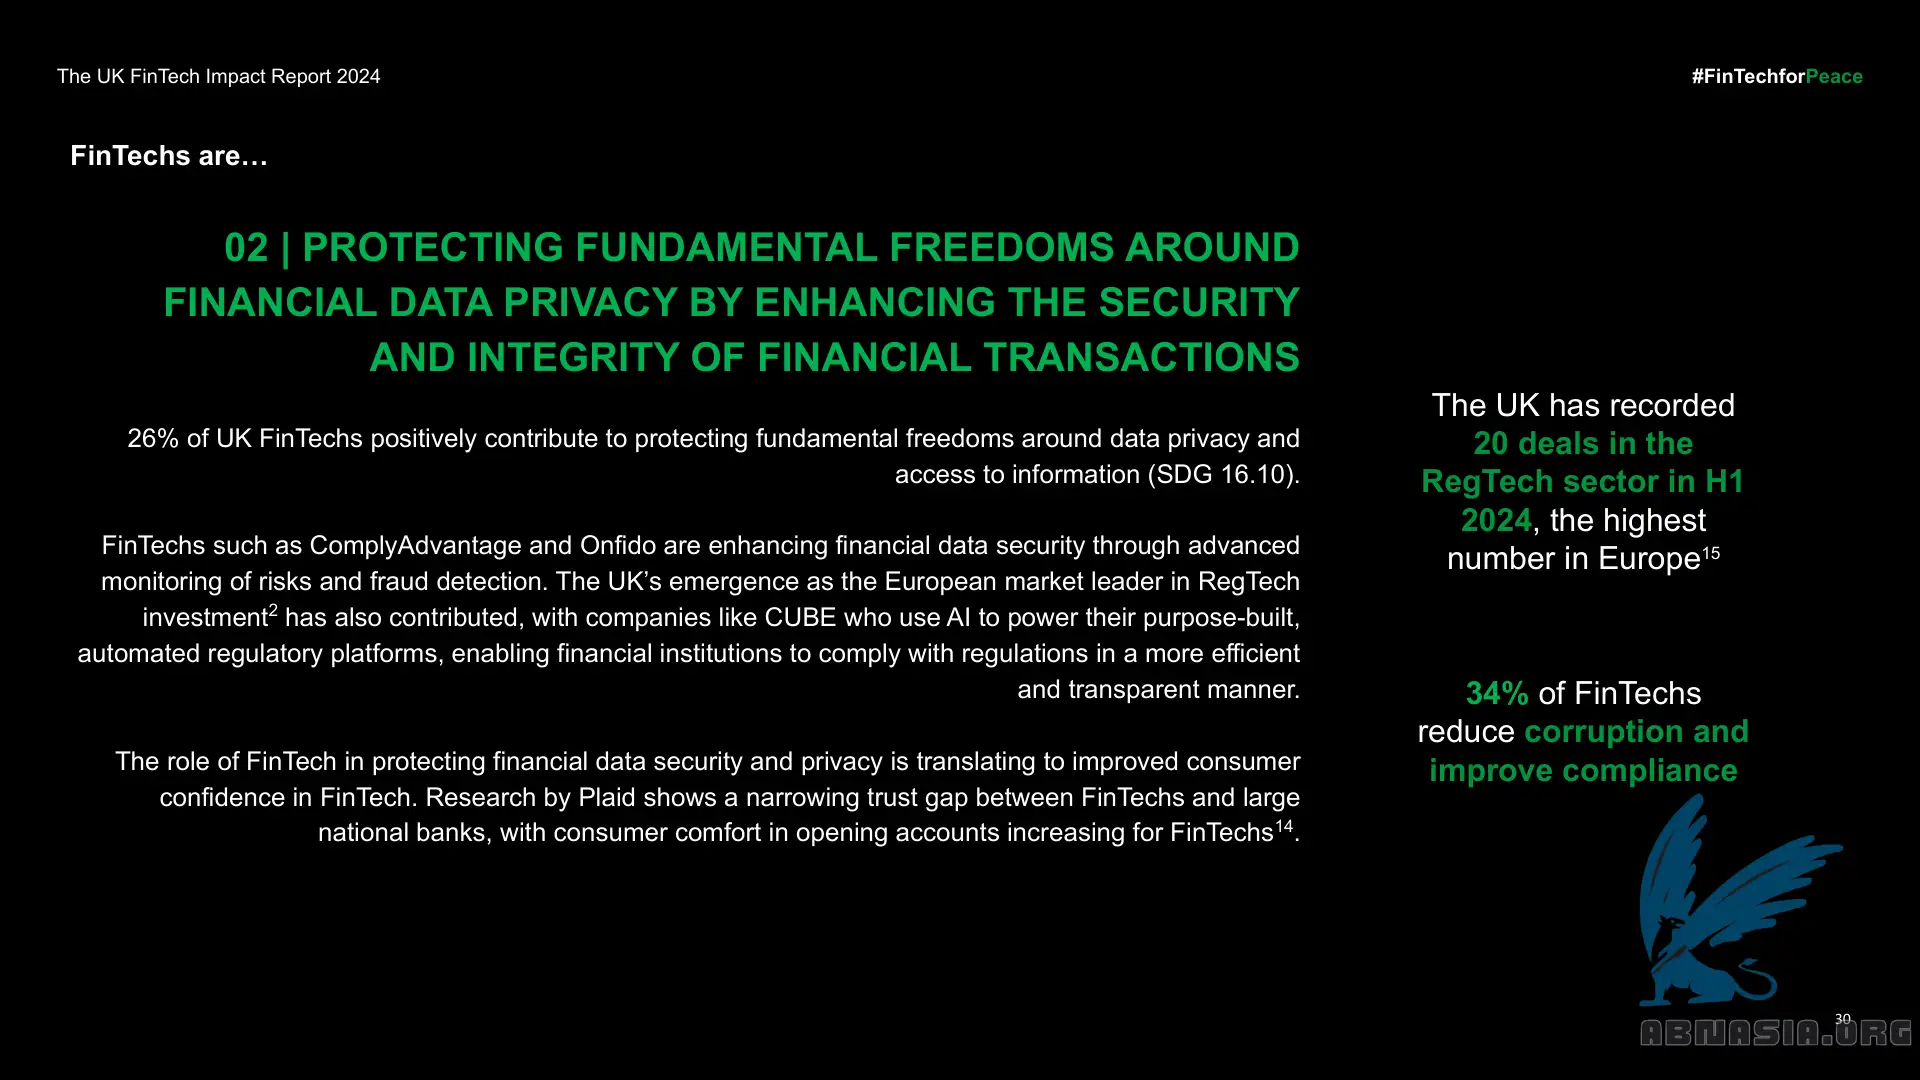 The UK FinTech Impact Report 2024
#FinTechforPeace
FinTechs are…
02 | PROTECTING FUNDAMENTAL FREEDOMS AROUND
FINANCIAL DATA PRIVACY BY ENHANCING THE SECURITY
AND INTEGRITY OF FINANCIAL TRANSACTIONS
26% of UK FinTechs positively contribute to protecting fundamental freedoms around data privacy and
access to information (SDG 16.10).
FinTechs such as ComplyAdvantage and Onfido are enhancing financial data security through advanced
monitoring of risks and fraud detection. The UK’s emergence as the European market leader in RegTech
investment² has also contributed, with companies like CUBE who use AI to power their purpose-built,
automated regulatory platforms, enabling financial institutions to comply with regulations in a more efficient
and transparent manner.
The role of FinTech in protecting financial data security and privacy is translating to improved consumer
confidence in FinTech. Research by Plaid shows a narrowing trust gap between FinTechs and large
national banks, with consumer comfort in opening accounts increasing for FinTechs¹⁴.
The UK has recorded
20 deals in the
RegTech sector in H1
2024, the highest
number in Europe¹⁵
34% of FinTechs
reduce corruption and
improve compliance
30
ABNASIA.ORG